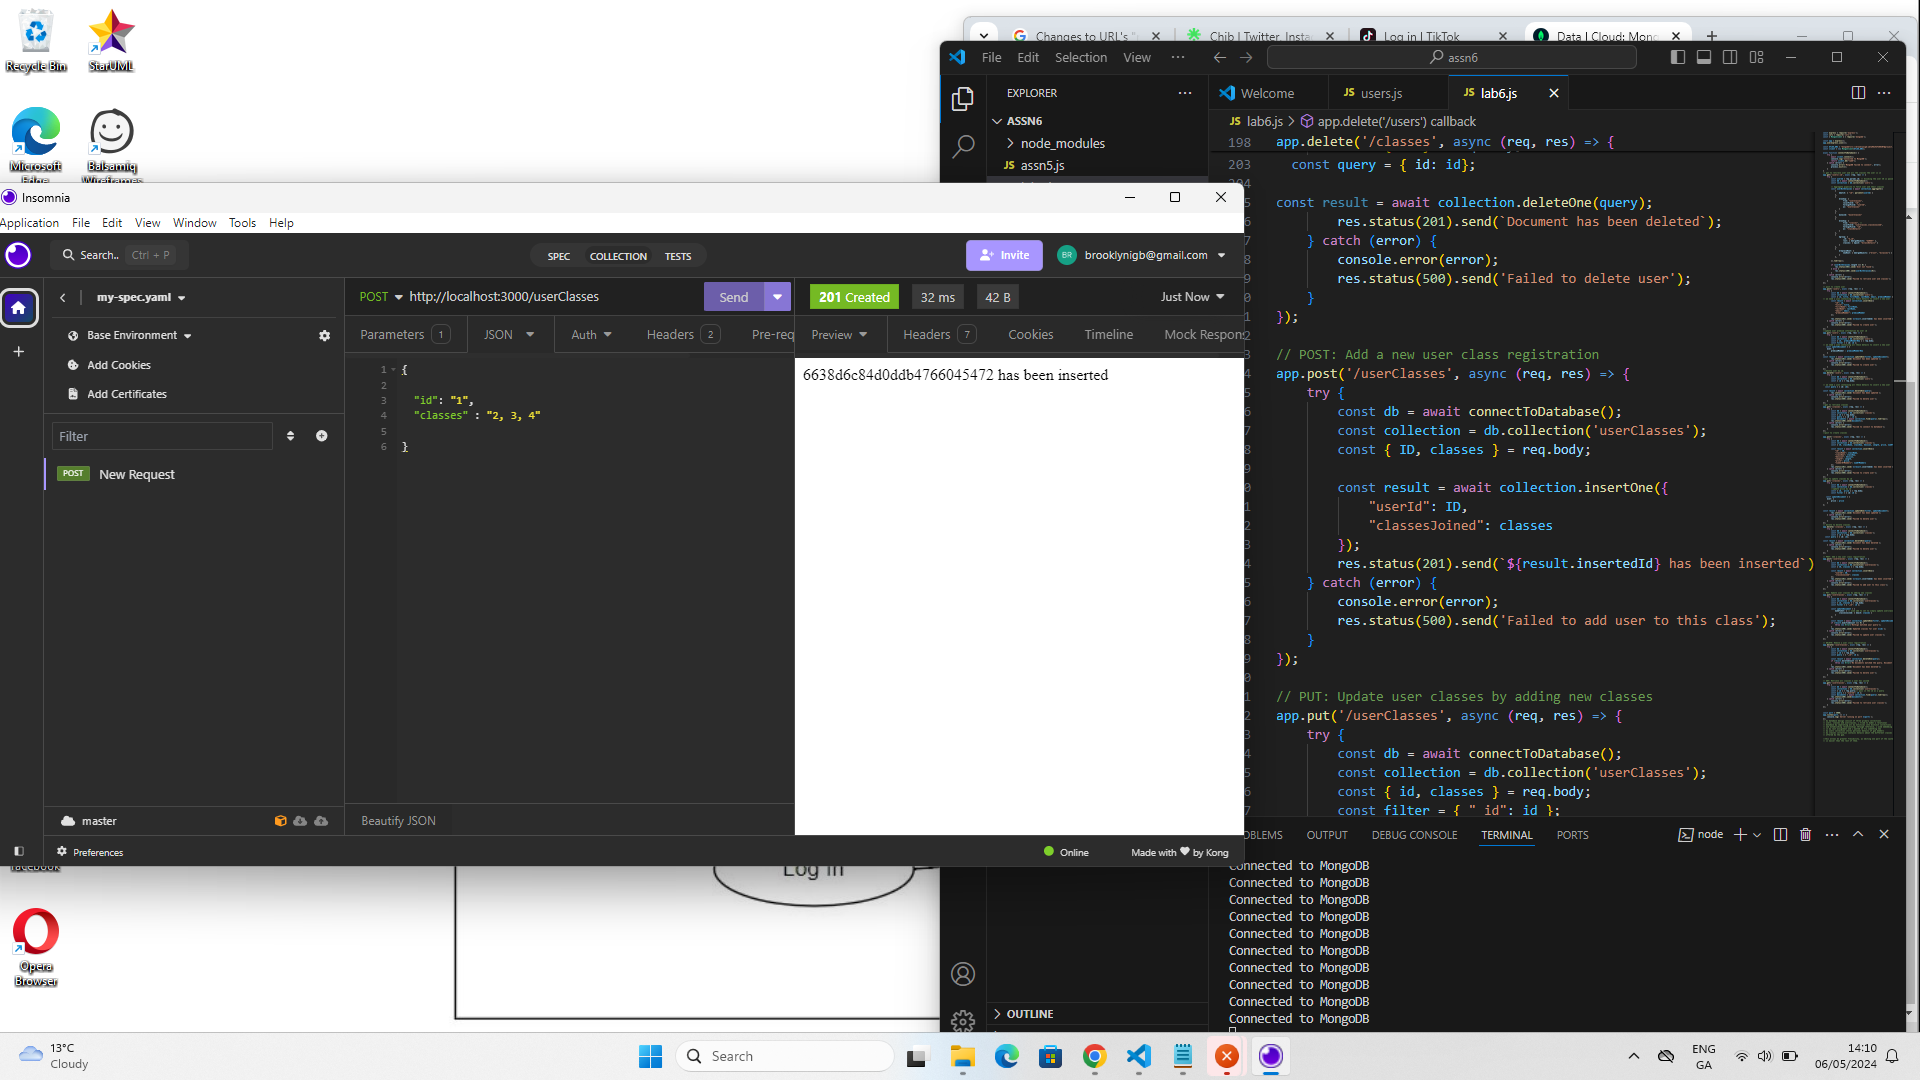 Recycle Bin
StarUML
Microsoft
Edge
Balsamiq
Wireframes
Changes to URL's "
Chib | Twitter, Insta
Log in | TikTok
Data | Cloud: Mon
File Edit Selection View ···
assn6
EXPLORER
Welcome
JS users.js
JS lab6.js
ASSN6
node_modules
JS assn5.js
JS lab6.js > app.delete('/users') callback
198 app.delete('/classes', async (req, res) => {
203 const query = { id: id};
204
const result = await collection.deleteOne(query);
res.status(201).send(`Document has been deleted`);
} catch (error) {
console.error(error);
res.status(500).send('Failed to delete user');
}
});
// POST: Add a new user class registration
app.post('/userClasses', async (req, res) => {
try {
const db = await connectToDatabase();
const collection = db.collection('userClasses');
const { ID, classes } = req.body;
const result = await collection.insertOne({
"userId": ID,
"classesJoined": classes
});
res.status(201).send(`${result.insertedId} has been inserted`)
} catch (error) {
console.error(error);
res.status(500).send('Failed to add user to this class');
}
});
// PUT: Update user classes by adding new classes
app.put('/userClasses', async (req, res) => {
try {
const db = await connectToDatabase();
const collection = db.collection('userClasses');
const { id, classes } = req.body;
const filter = { "_id": id };
Insomnia
Application File Edit View Window Tools Help
Search.. Ctrl + P
SPEC COLLECTION TESTS
Invite
BR brooklynigb@gmail.com
my-spec.yaml
POST http://localhost:3000/userClasses
Send
201 Created 32 ms 42 B
Just Now
Base Environment
Parameters 1 JSON Auth Headers 2 Pre-req
Preview Headers 7 Cookies Timeline Mock Respons
Add Cookies
Add Certificates
Filter
POST New Request
1 {
2
3 "id": "1",
4 "classes" : "2, 3, 4"
5
6 }
6638d6c84d0ddb4766045472 has been inserted
master
Beautify JSON
Preferences
Online
Made with ♥ by Kong
OBLEMS OUTPUT DEBUG CONSOLE TERMINAL PORTS
node
Connected to MongoDB
Connected to MongoDB
Connected to MongoDB
Connected to MongoDB
Connected to MongoDB
Connected to MongoDB
Connected to MongoDB
Connected to MongoDB
Connected to MongoDB
Connected to MongoDB
OUTLINE
facebook
Log in
Opera
Browser
13°C
Cloudy
Search
ENG
GA
14:10
06/05/2024